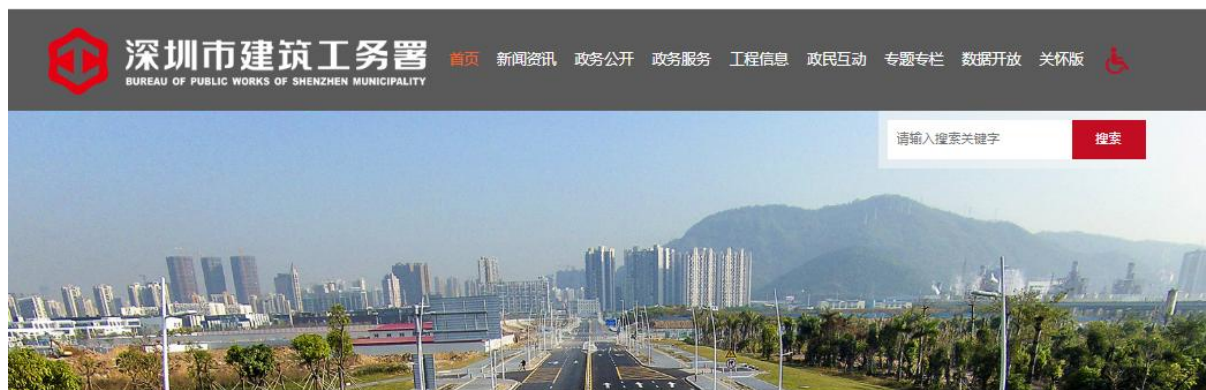 深圳市建筑工务署
BUREAU OF PUBLIC WORKS OF SHENZHEN MUNICIPALITY
首页 新闻资讯 政务公开 政务服务 工程信息 政民互动 专题专栏 数据开放 关怀版
请输入搜索关键字 搜索